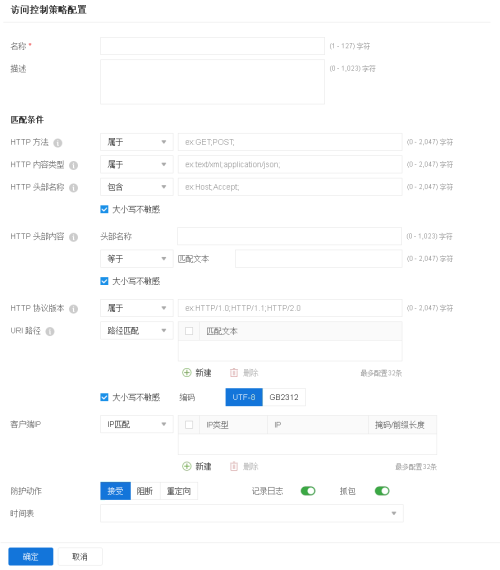 访问控制策略配置
名称 * (1 - 127) 字符
描述 (0 - 1,023) 字符
匹配条件
HTTP 方法 属于 ex:GET,POST; (0 - 2,047) 字符
HTTP 内容类型 属于 ex:text/xml;application/json; (0 - 2,047) 字符
HTTP 头部名称 包含 ex:Host;Accept; (0 - 2,047) 字符
大小写不敏感
HTTP 头部内容 头部名称 (0 - 1,023) 字符
等于 匹配文本 (0 - 2,047) 字符
大小写不敏感
HTTP 协议版本 属于 ex:HTTP/1.0;HTTP/1.1;HTTP/2.0 (0 - 2,047) 字符
URI 路径 路径匹配 匹配文本
新建 删除 最多配置32条
大小写不敏感 编码 UTF-8 GB2312
客户端IP IP匹配 IP类型 IP 掩码/前缀长度
新建 删除 最多配置32条
防护动作 接受 阻断 重定向 记录日志 抓包
时间表
确定 取消